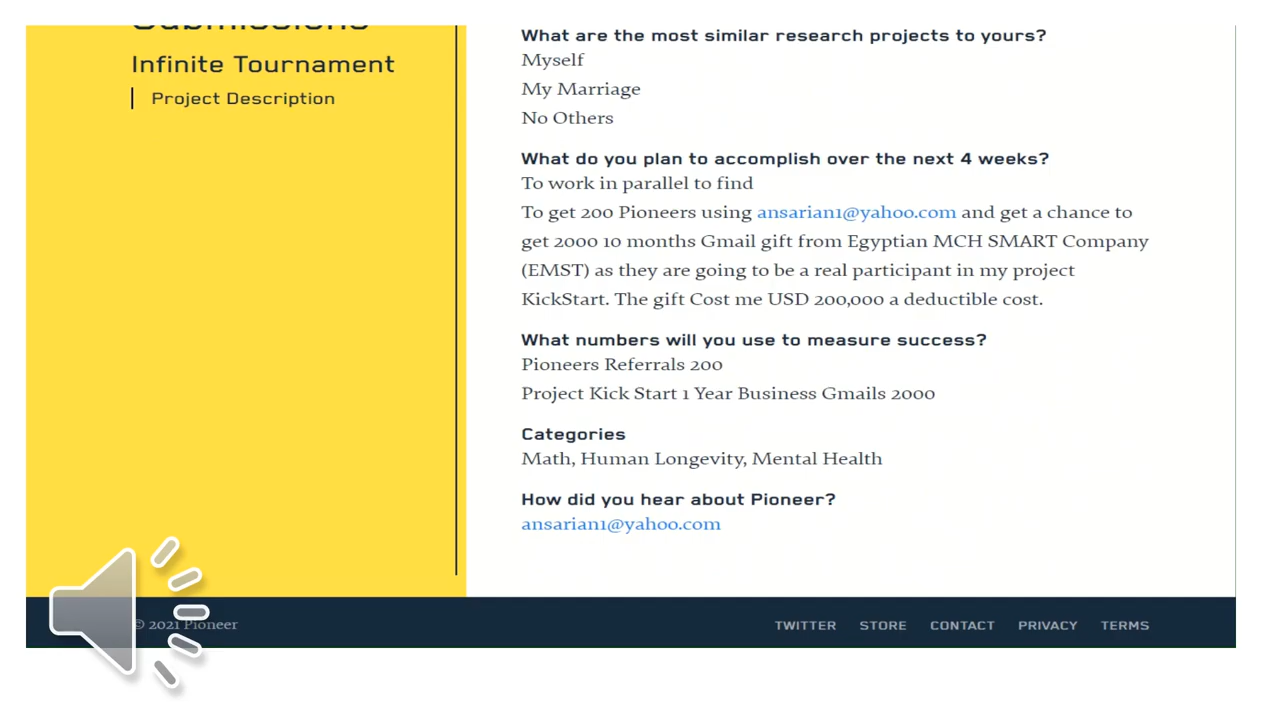 Submissions
Infinite Tournament
Project Description
What are the most similar research projects to yours?
Myself
My Marriage
No Others
What do you plan to accomplish over the next 4 weeks?
To work in parallel to find
To get 200 Pioneers using ansarian1@yahoo.com and get a chance to
get 2000 10 months Gmail gift from Egyptian MCH SMART Company
(EMST) as they are going to be a real participant in my project
KickStart. The gift Cost me USD 200,000 a deductible cost.
What numbers will you use to measure success?
Pioneers Referrals 200
Project Kick Start 1 Year Business Gmails 2000
Categories
Math, Human Longevity, Mental Health
How did you hear about Pioneer?
ansarian1@yahoo.com
© 2021 Pioneer
TWITTER STORE CONTACT PRIVACY TERMS